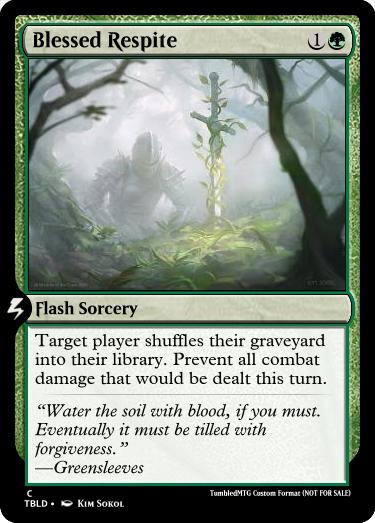 Blessed Respite 1
Flash Sorcery
Target player shuffles their graveyard
into their library. Prevent all combat
damage that would be dealt this turn.
“Water the soil with blood, if you must.
Eventually it must be tilled with
forgiveness.”
—Greensleeves
C
TBLD • Kim Sokol
TumbledMTG Custom Format (NOT FOR SALE)